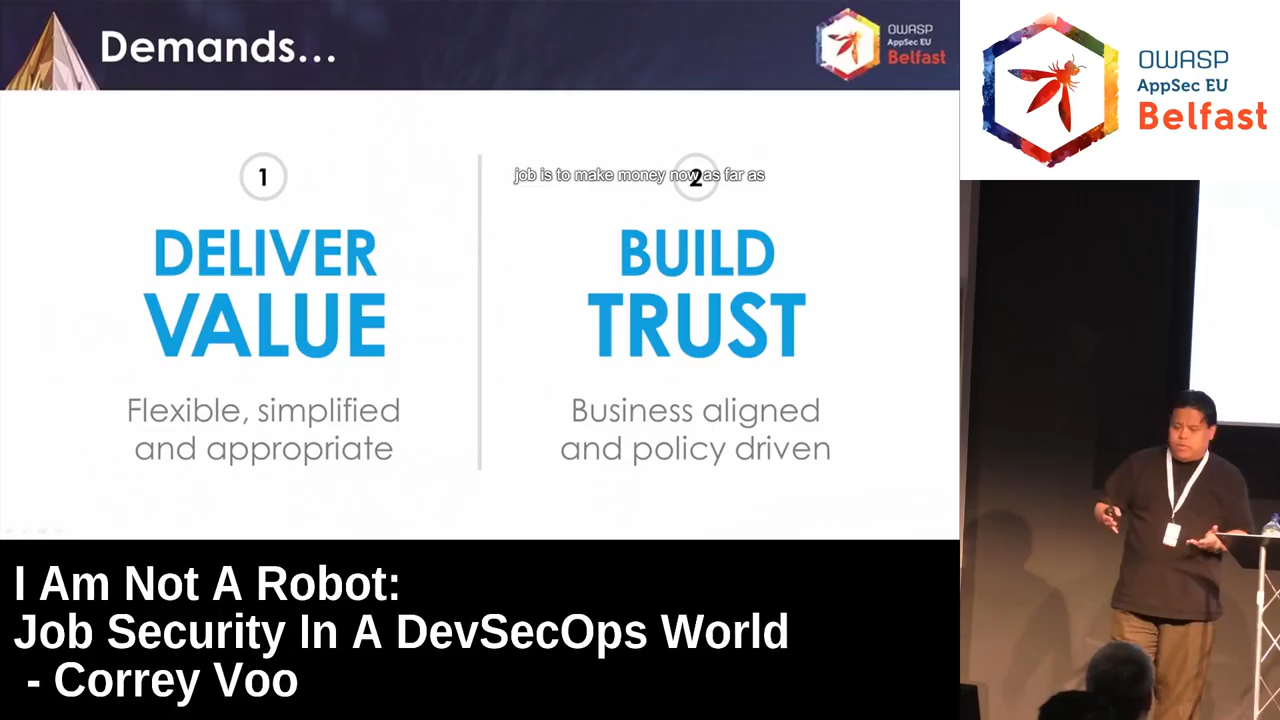 Demands...
OWASP
AppSec EU
Belfast
OWASP
AppSec EU
Belfast
1
2
job is to make money now as far as
DELIVER
VALUE
BUILD
TRUST
Flexible, simplified
and appropriate
Business aligned
and policy driven
I Am Not A Robot:
Job Security In A DevSecOps World
- Correy Voo